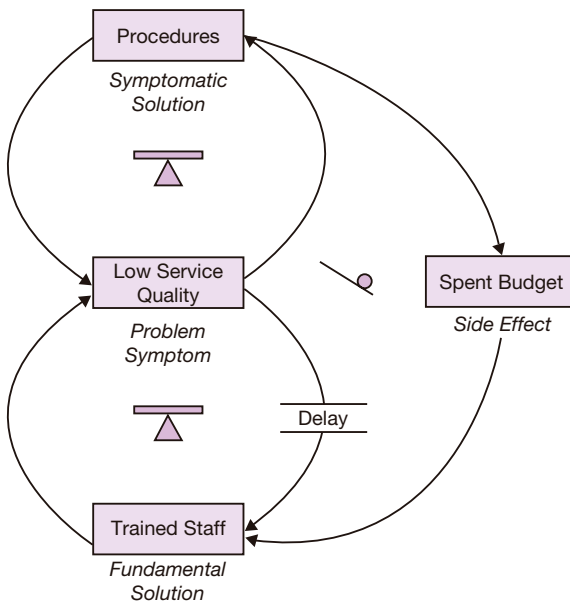 Procedures
Symptomatic
Solution
Low Service
Quality
Problem
Symptom
Spent Budget
Side Effect
Delay
Trained Staff
Fundamental
Solution